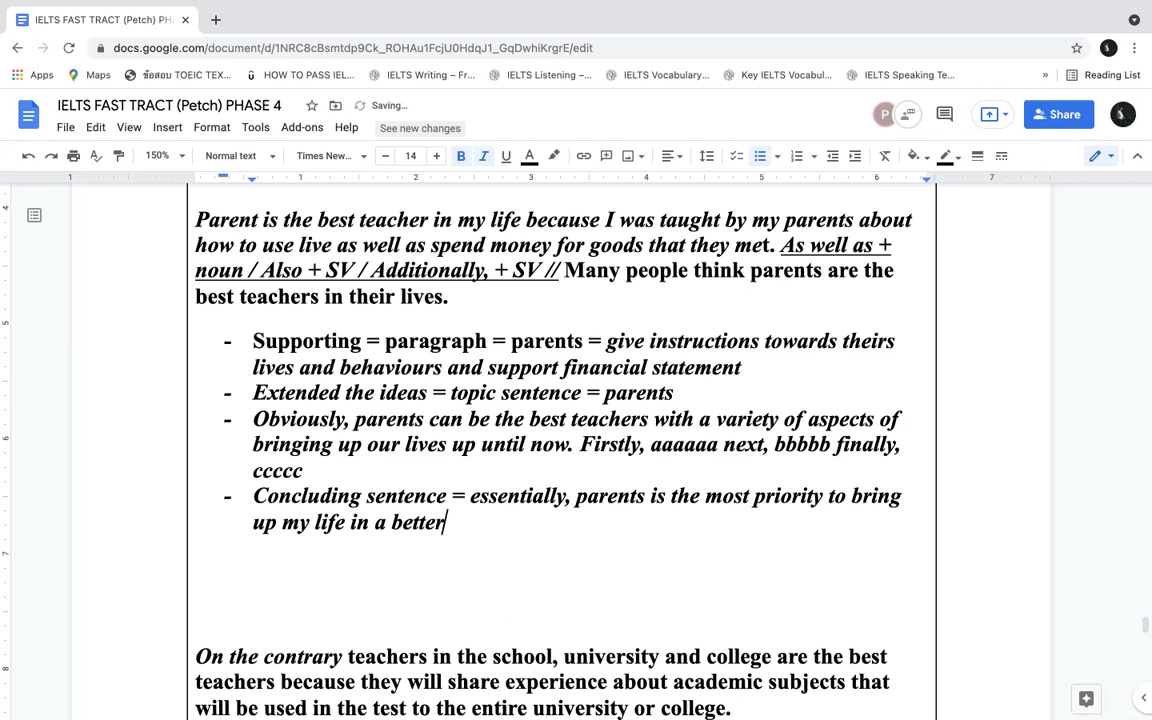 IELTS FAST TRACT (Petch) PH
docs.google.com/document/d/1NRC8cBsmtdp9Ck_ROHAu1FcjU0HdqJ1_GqDwhiKrgrE/edit
Apps Maps ข้อสอบ TOEIC TEX... HOW TO PASS IEL... IELTS Writing – Fr... IELTS Listening –... IELTS Vocabulary... Key IELTS Vocabul... IELTS Speaking Te... » Reading List
IELTS FAST TRACT (Petch) PHASE 4 Saving...
P Share
File Edit View Insert Format Tools Add-ons Help See new changes
150% Normal text Times New... – 14 + B I U A
1 1 2 3 4 5 6 7
Parent is the best teacher in my life because I was taught by my parents about
how to use live as well as spend money for goods that they met. As well as +
noun / Also + SV / Additionally, + SV // Many people think parents are the
best teachers in their lives.
- Supporting = paragraph = parents = give instructions towards theirs
lives and behaviours and support financial statement
- Extended the ideas = topic sentence = parents
- Obviously, parents can be the best teachers with a variety of aspects of
bringing up our lives up until now. Firstly, aaaaaa next, bbbbb finally,
ccccc
- Concluding sentence = essentially, parents is the most priority to bring
up my life in a better
On the contrary teachers in the school, university and college are the best
teachers because they will share experience about academic subjects that
will be used in the test to the entire university or college.